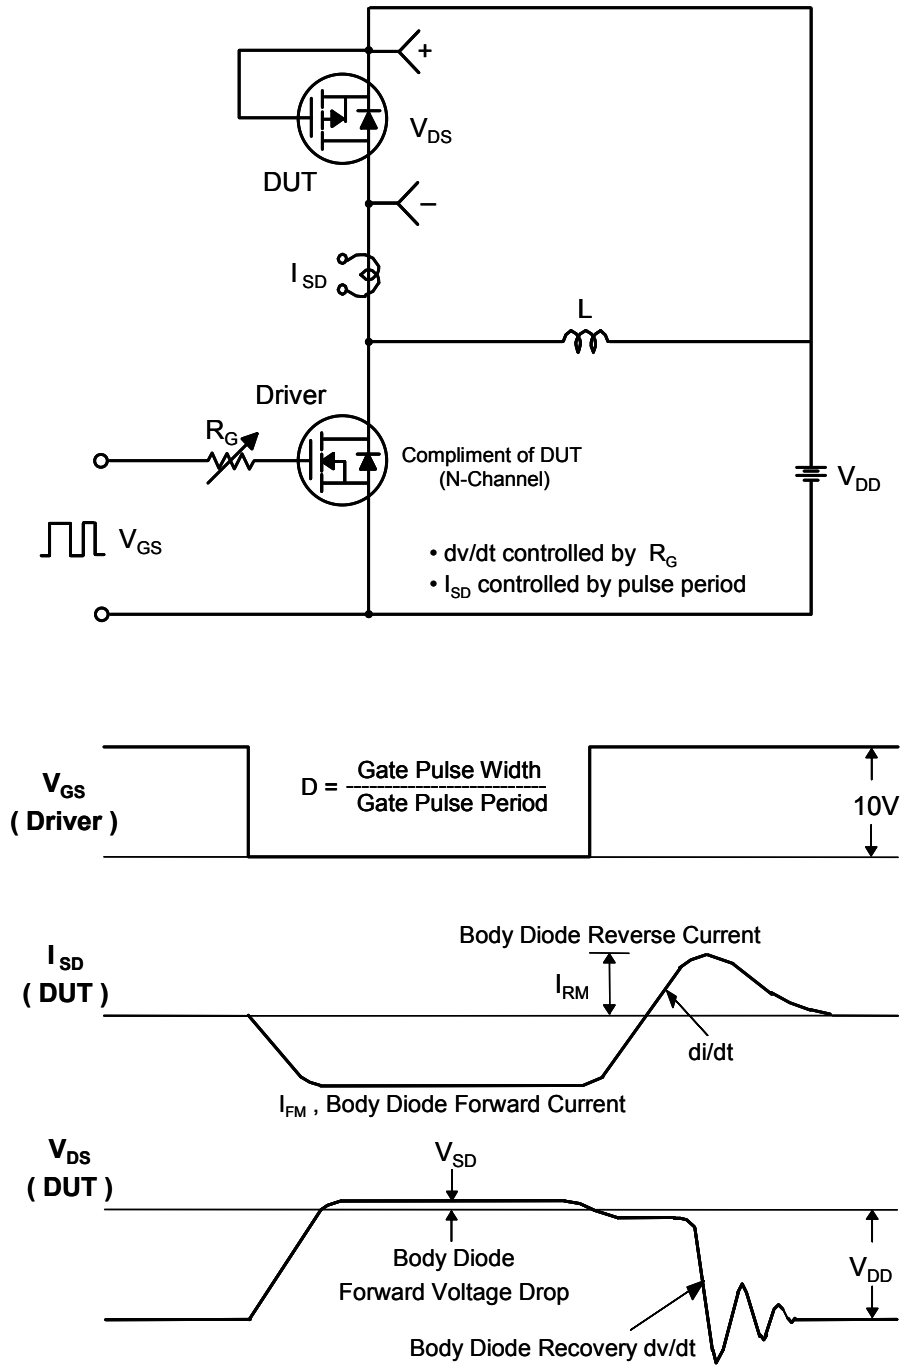 +
V_DS
DUT
–
I_SD
L
Driver
R_G
Compliment of DUT
(N-Channel)
V_DD
V_GS
• dv/dt controlled by R_G
• I_SD controlled by pulse period
V_GS
( Driver )
D = Gate Pulse Width
--------------------------
Gate Pulse Period
10V
I_SD
( DUT )
Body Diode Reverse Current
I_RM
di/dt
I_FM , Body Diode Forward Current
V_DS
( DUT )
V_SD
Body Diode
Forward Voltage Drop
V_DD
Body Diode Recovery dv/dt